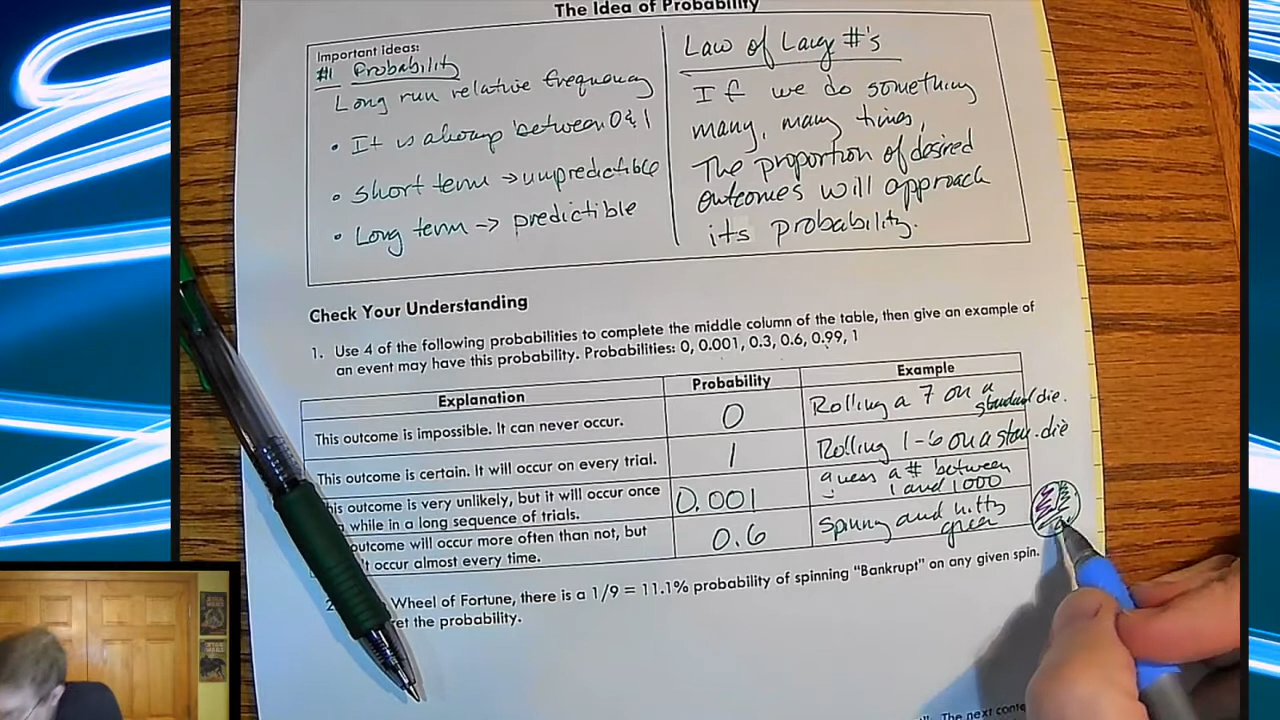 The Idea of Probability
Important Ideas:
#1 Probability
Long run relative frequency
• It is always between 0 & 1
• short term → unpredictible
• Long term → predictible
Law of Large #'s
If we do something
many, many times,
The proportion of desired
outcomes will approach
its probability.
Check Your Understanding
1. Use 4 of the following probabilities to complete the middle column of the table, then give an example of
an event may have this probability. Probabilities: 0, 0.001, 0.3, 0.6, 0.99, 1
Explanation Probability Example
This outcome is impossible. It can never occur. 0 Rolling a 7 on a
standard die.
This outcome is certain. It will occur on every trial. 1 Rolling 1-6 on a stan. die
his outcome is very unlikely, but it will occur once
while in a long sequence of trials. 0.001 guess a # between
1 and 1000
outcome will occur more often than not, but
't occur almost every time. 0.6 spinning and hitting
green
2. Wheel of Fortune, there is a 1/9 = 11.1% probability of spinning "Bankrupt" on any given spin.
ret the probability.
The next conte